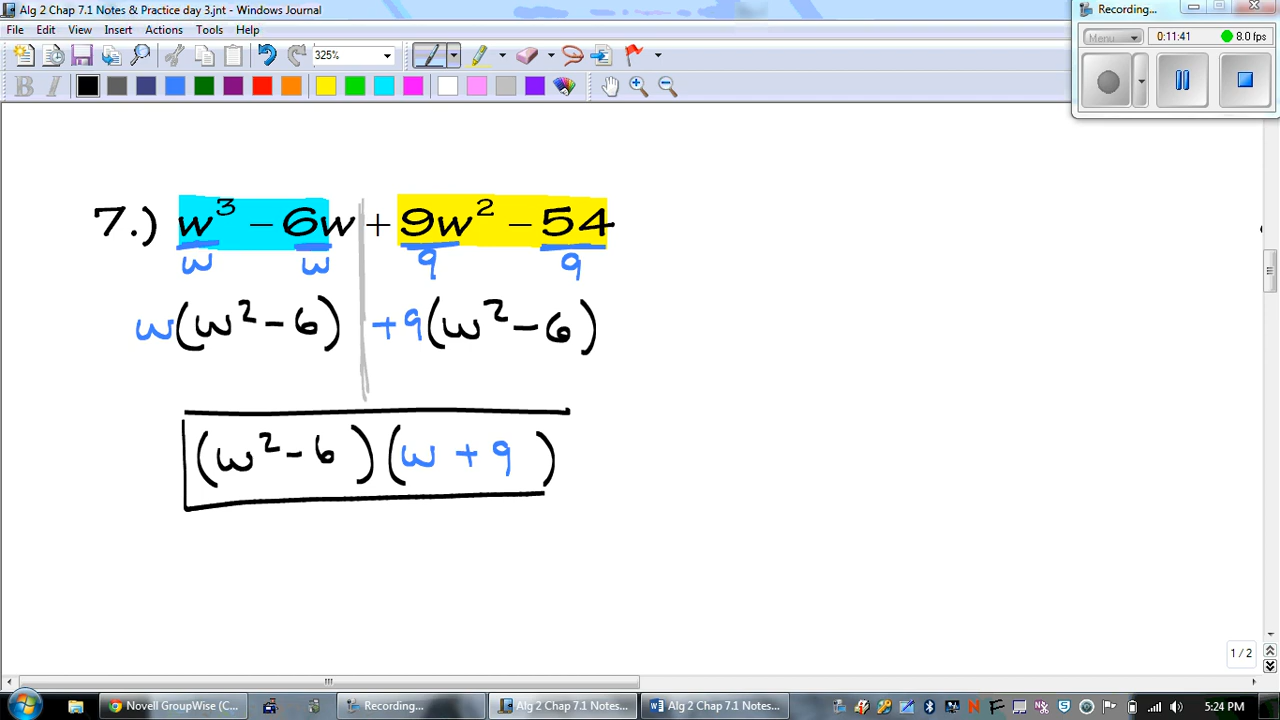 Alg 2 Chap 7.1 Notes & Practice day 3.jnt - Windows Journal
Recording...
File Edit View Insert Actions Tools Help
Menu
0:11:41
8.0 fps
325%
B I
7.) w³ − 6w + 9w² − 54
w w 9 9
w(w² − 6) + 9(w² − 6)
(w² − 6)(w + 9)
1 / 2
Novell GroupWise (C...
Recording...
Alg 2 Chap 7.1 Notes...
Alg 2 Chap 7.1 Notes...
5:24 PM